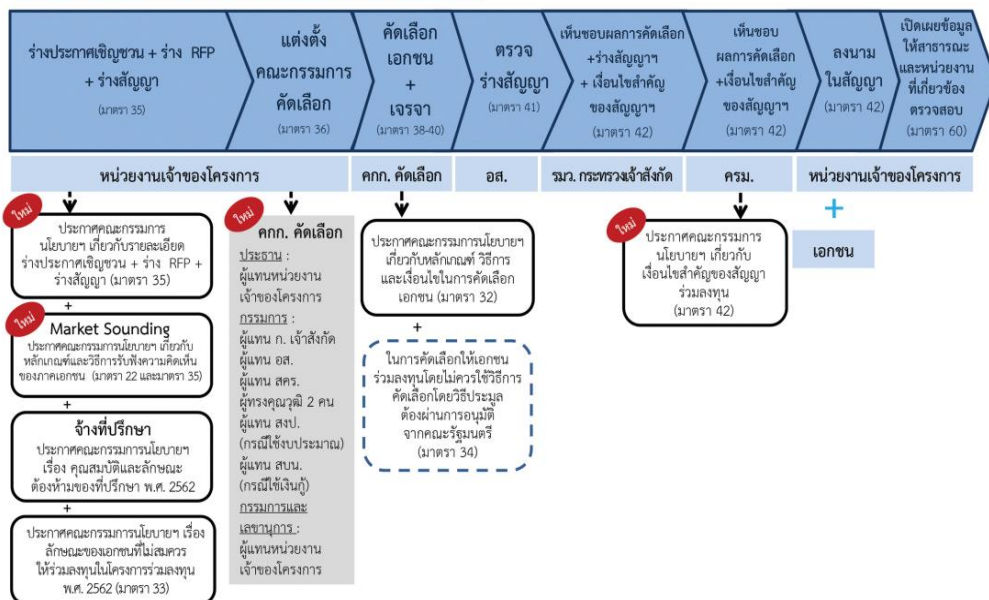 ร่างประกาศเชิญชวน + ร่าง RFP
+ ร่างสัญญา
(มาตรา 35)
แต่งตั้ง
คณะกรรมการ
คัดเลือก
(มาตรา 36)
คัดเลือก
เอกชน
+
เจรจา
(มาตรา 38-40)
ตรวจ
ร่างสัญญา
(มาตรา 41)
เห็นชอบผลการคัดเลือก
+ร่างสัญญาฯ
+ เงื่อนไขสำคัญ
ของสัญญาฯ
(มาตรา 42)
เห็นชอบ
ผลการคัดเลือก
+เงื่อนไขสำคัญ
ของสัญญาฯ
(มาตรา 42)
ลงนาม
ในสัญญา
(มาตรา 42)
เปิดเผยข้อมูล
ให้สาธารณะ
และหน่วยงาน
ที่เกี่ยวข้อง
ตรวจสอบ
(มาตรา 60)
หน่วยงานเจ้าของโครงการ
คกก. คัดเลือก
อส.
รมว. กระทรวงเจ้าสังกัด
ครม.
หน่วยงานเจ้าของโครงการ
+
เอกชน
ใหม่
ประกาศคณะกรรมการ
นโยบายฯ เกี่ยวกับรายละเอียด
ร่างประกาศเชิญชวน + ร่าง RFP +
ร่างสัญญา (มาตรา 35)
+
ใหม่
Market Sounding
ประกาศคณะกรรมการนโยบายฯ เกี่ยวกับ
หลักเกณฑ์และวิธีการรับฟังความคิดเห็น
ของภาคเอกชน (มาตรา 22 และมาตรา 35)
+
จ้างที่ปรึกษา
ประกาศคณะกรรมการนโยบายฯ
เรื่อง คุณสมบัติและลักษณะ
ต้องห้ามของที่ปรึกษา พ.ศ. 2562
+
ประกาศคณะกรรมการนโยบายฯ เรื่อง
ลักษณะของเอกชนที่ไม่สมควร
ให้ร่วมลงทุนในโครงการร่วมลงทุน
พ.ศ. 2562 (มาตรา 33)
ใหม่
คกก. คัดเลือก
ประธาน :
ผู้แทนหน่วยงาน
เจ้าของโครงการ
กรรมการ :
ผู้แทน ก. เจ้าสังกัด
ผู้แทน อส.
ผู้แทน สคร.
ผู้ทรงคุณวุฒิ 2 คน
ผู้แทน สงป.
(กรณีใช้งบประมาณ)
ผู้แทน สบน.
(กรณีใช้เงินกู้)
กรรมการและ
เลขานุการ :
ผู้แทนหน่วยงาน
เจ้าของโครงการ
ประกาศคณะกรรมการนโยบายฯ
เกี่ยวกับหลักเกณฑ์ วิธีการ
และเงื่อนไขในการคัดเลือก
เอกชน (มาตรา 32)
+
ในการคัดเลือกให้เอกชน
ร่วมลงทุนโดยไม่ควรใช้วิธีการ
คัดเลือกโดยวิธีประมูล
ต้องผ่านการอนุมัติ
จากคณะรัฐมนตรี
(มาตรา 34)
ใหม่
ประกาศคณะกรรมการ
นโยบายฯ เกี่ยวกับ
เงื่อนไขสำคัญของสัญญา
ร่วมลงทุน
(มาตรา 42)